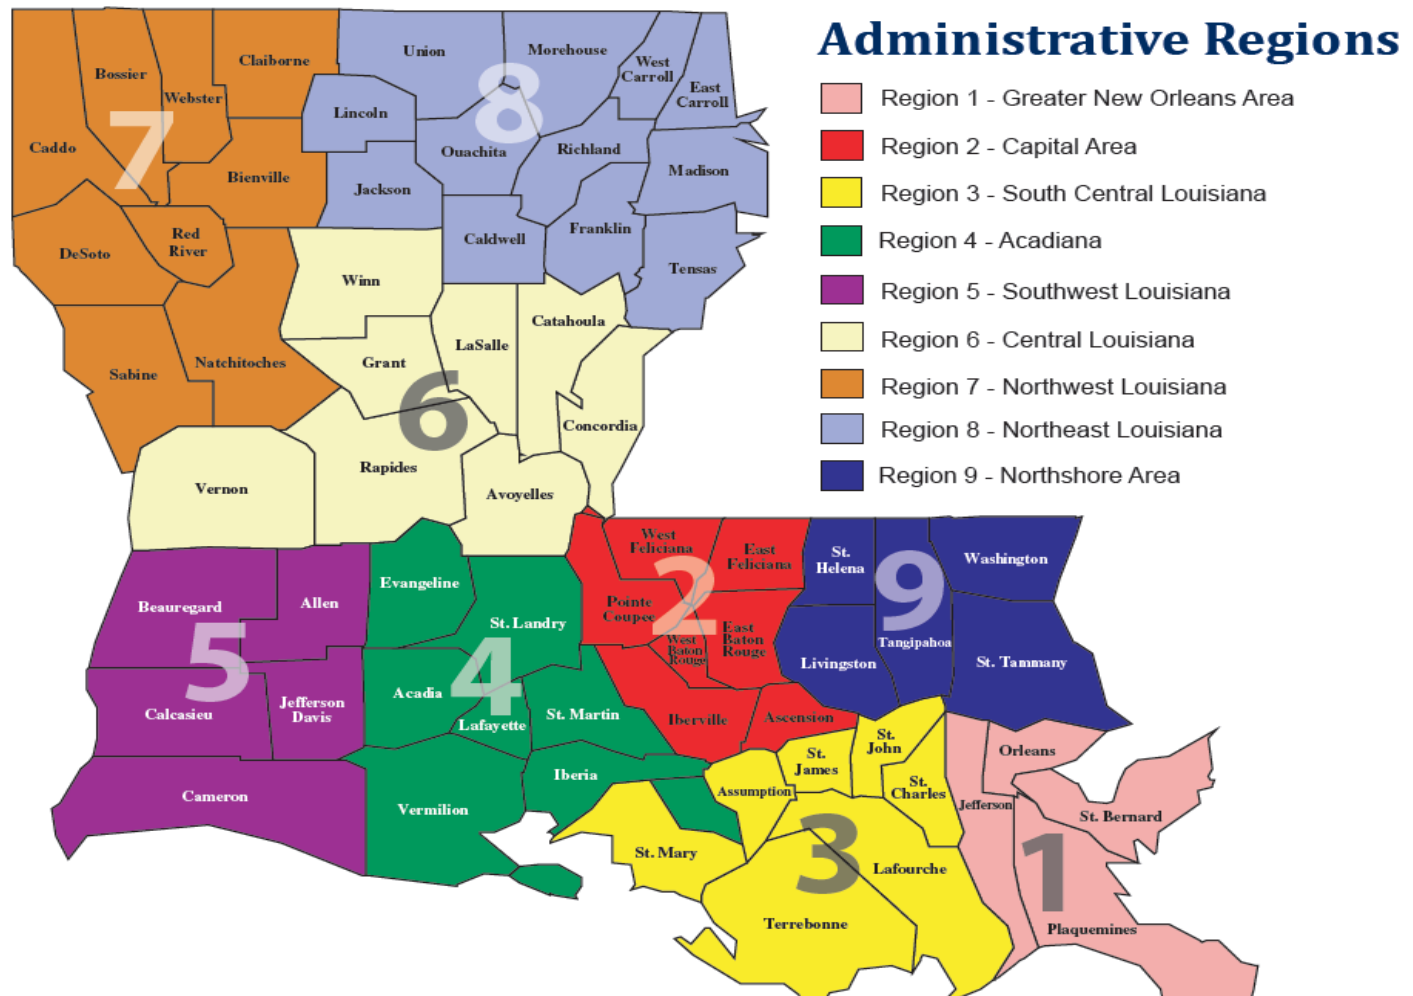 Administrative Regions
Region 1 - Greater New Orleans Area
Region 2 - Capital Area
Region 3 - South Central Louisiana
Region 4 - Acadiana
Region 5 - Southwest Louisiana
Region 6 - Central Louisiana
Region 7 - Northwest Louisiana
Region 8 - Northeast Louisiana
Region 9 - Northshore Area
7
Caddo
Bossier
Webster
Claiborne
Bienville
DeSoto
Red
River
Sabine
Natchitoches
8
Union
Morehouse
West
Carroll
East
Carroll
Lincoln
Ouachita
Richland
Madison
Jackson
Caldwell
Franklin
Tensas
6
Winn
Grant
LaSalle
Catahoula
Concordia
Rapides
Vernon
Avoyelles
5
Beauregard
Allen
Calcasieu
Jefferson
Davis
Cameron
4
Evangeline
St. Landry
Acadia
Lafayette
St. Martin
Iberia
Vermilion
2
West
Feliciana
East
Feliciana
Pointe
Coupee
West
Baton
Rouge
East
Baton
Rouge
Iberville
Ascension
9
St.
Helena
Tangipahoa
Washington
Livingston
St. Tammany
3
St.
James
St.
John
St.
Charles
Assumption
St. Mary
Lafourche
Terrebonne
1
Orleans
Jefferson
St. Bernard
Plaquemines